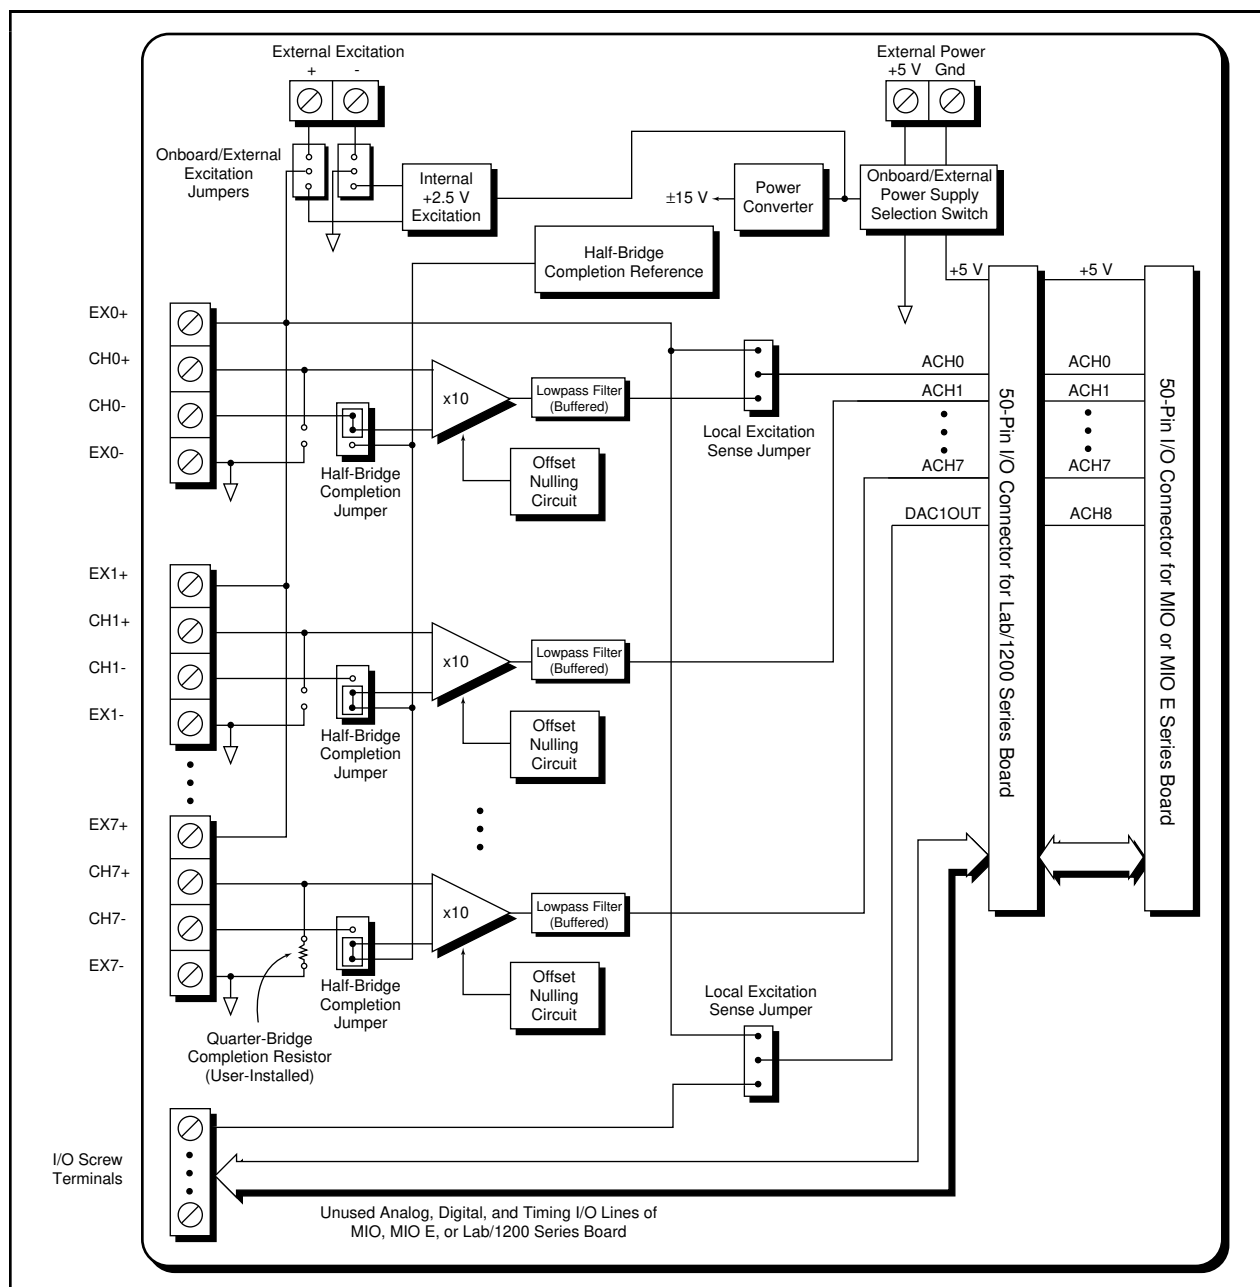 External Excitation
+ -
External Power
+5 V Gnd
Onboard/External
Excitation
Jumpers
Internal
+2.5 V
Excitation
±15 V
Power
Converter
Onboard/External
Power Supply
Selection Switch
Half-Bridge
Completion Reference
+5 V
+5 V
EX0+
CH0+
CH0-
EX0-
x10
Lowpass Filter
(Buffered)
Half-Bridge
Completion
Jumper
Offset
Nulling
Circuit
Local Excitation
Sense Jumper
ACH0
ACH1
ACH7
DAC1OUT
50-Pin I/O Connector for Lab/1200 Series Board
ACH0
ACH1
ACH7
ACH8
50-Pin I/O Connector for MIO or MIO E Series Board
EX1+
CH1+
CH1-
EX1-
x10
Lowpass Filter
(Buffered)
Half-Bridge
Completion
Jumper
Offset
Nulling
Circuit
EX7+
CH7+
CH7-
EX7-
x10
Lowpass Filter
(Buffered)
Half-Bridge
Completion
Jumper
Offset
Nulling
Circuit
Quarter-Bridge
Completion Resistor
(User-Installed)
Local Excitation
Sense Jumper
I/O Screw
Terminals
Unused Analog, Digital, and Timing I/O Lines of
MIO, MIO E, or Lab/1200 Series Board